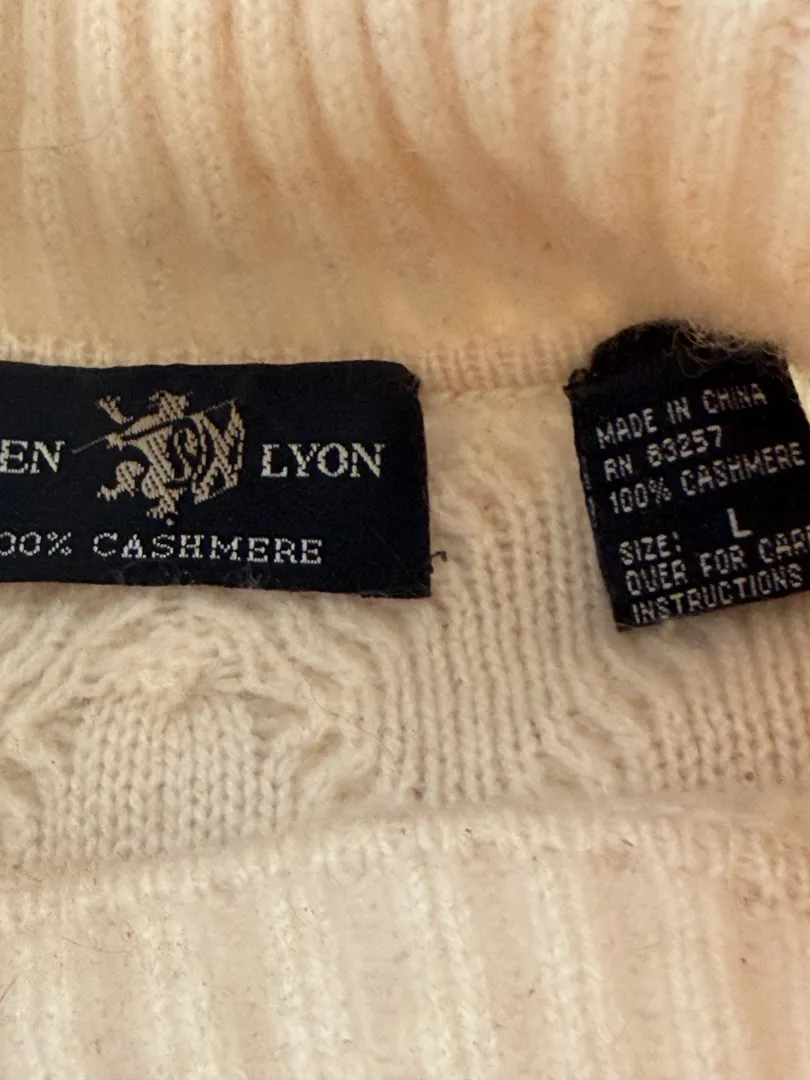 EN LYON
00% CASHMERE
MADE IN CHINA
RN 83257
100% CASHMERE
SIZE: L
OVER FOR CAR
INSTRUCTIONS